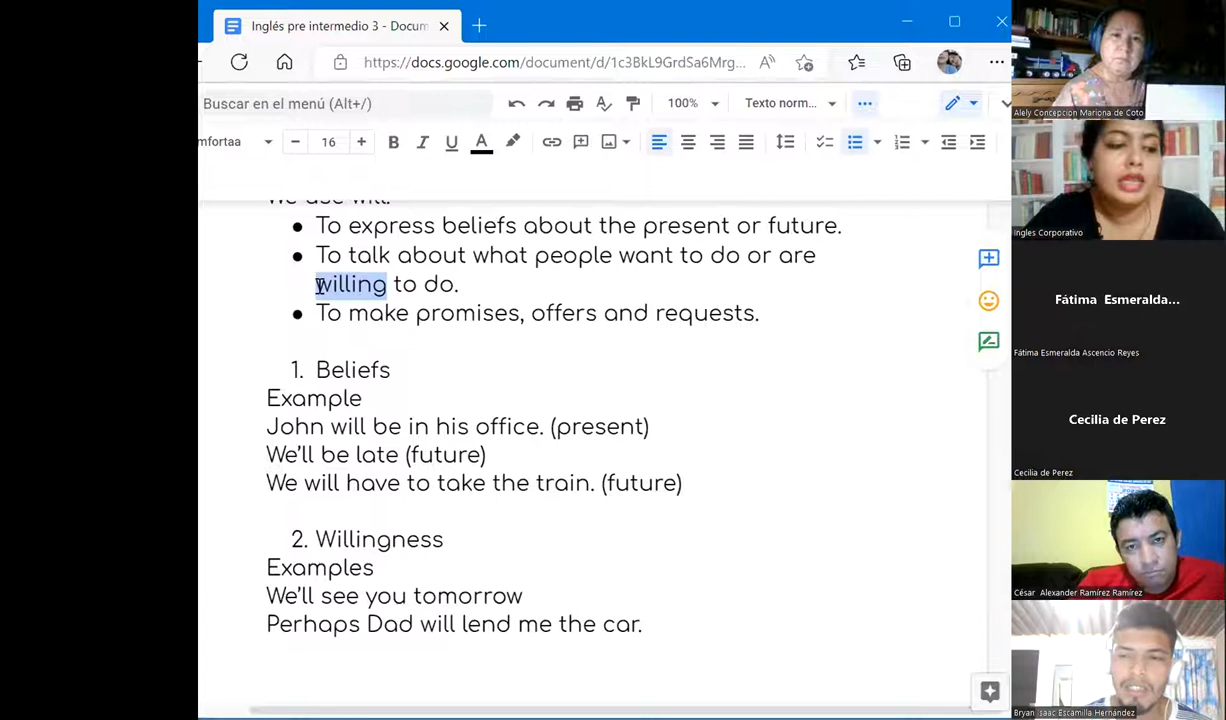 Inglés pre intermedio 3 - Docum
https://docs.google.com/document/d/1c3BkL9GrdSa6Mrg...
Buscar en el menú (Alt+/)
100%
Texto norm...
mfortaa
16
We use will:
To express beliefs about the present or future.
To talk about what people want to do or are
willing to do.
To make promises, offers and requests.
1. Beliefs
Example
John will be in his office. (present)
We'll be late (future)
We will have to take the train. (future)
2. Willingness
Examples
We'll see you tomorrow
Perhaps Dad will lend me the car.
Alely Concepcion Mariona de Coto
Ingles Corporativo
Fátima Esmeralda...
Fátima Esmeralda Ascencio Reyes
Cecilia de Perez
Cecilia de Perez
César Alexander Ramírez Ramírez
Bryan Isaac Escamilla Hernández